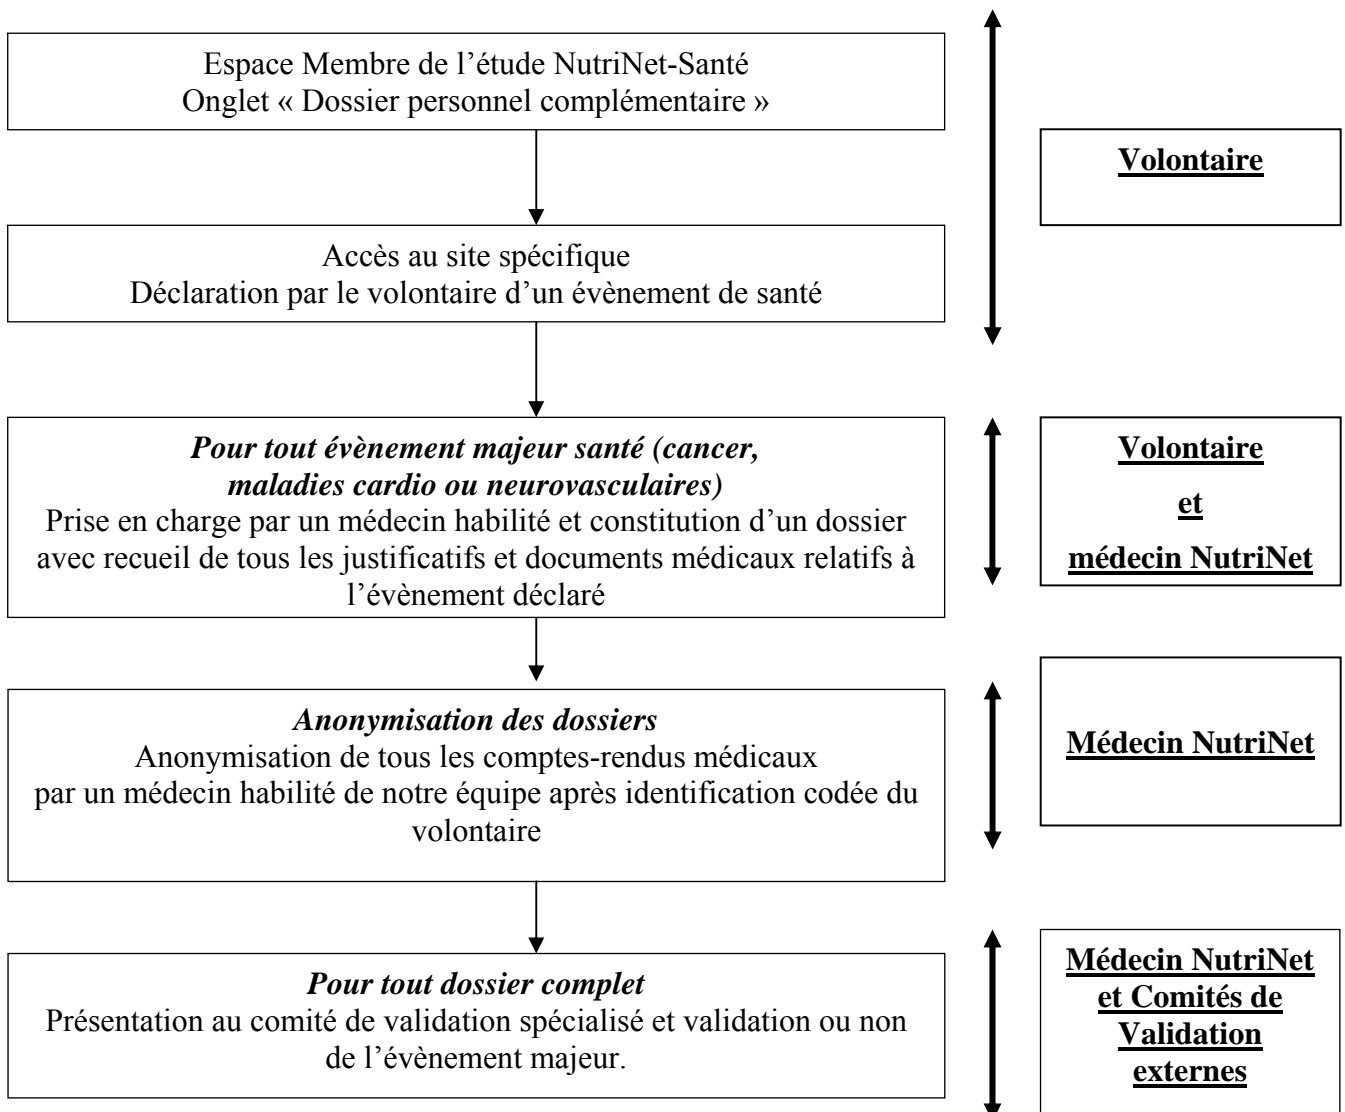 Espace Membre de l’étude NutriNet-Santé
Onglet « Dossier personnel complémentaire »
Volontaire
Accès au site spécifique
Déclaration par le volontaire d’un évènement de santé
Pour tout évènement majeur santé (cancer,
maladies cardio ou neurovasculaires)
Prise en charge par un médecin habilité et constitution d’un dossier
avec recueil de tous les justificatifs et documents médicaux relatifs à
l’évènement déclaré
Volontaire
et
médecin NutriNet
Anonymisation des dossiers
Anonymisation de tous les comptes-rendus médicaux
par un médecin habilité de notre équipe après identification codée du
volontaire
Médecin NutriNet
Pour tout dossier complet
Présentation au comité de validation spécialisé et validation ou non
de l’évènement majeur.
Médecin NutriNet
et Comités de
Validation
externes